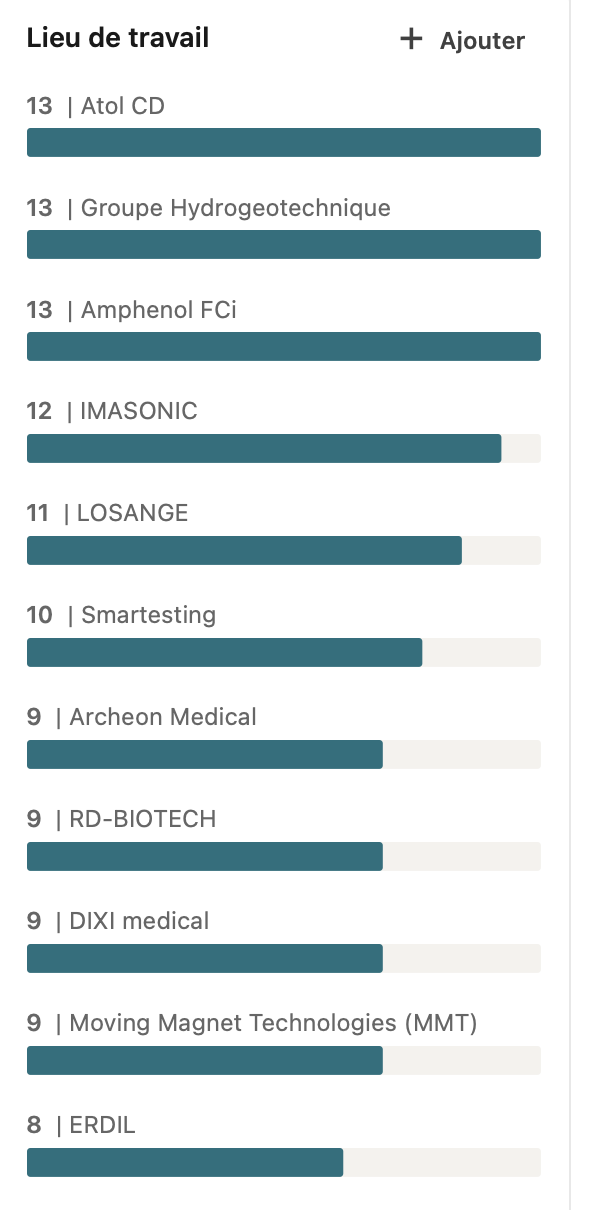 Lieu de travail
+ Ajouter
13 | Atol CD
13 | Groupe Hydrogeotechnique
13 | Amphenol FCi
12 | IMASONIC
11 | LOSANGE
10 | Smartesting
9 | Archeon Medical
9 | RD-BIOTECH
9 | DIXI medical
9 | Moving Magnet Technologies (MMT)
8 | ERDIL